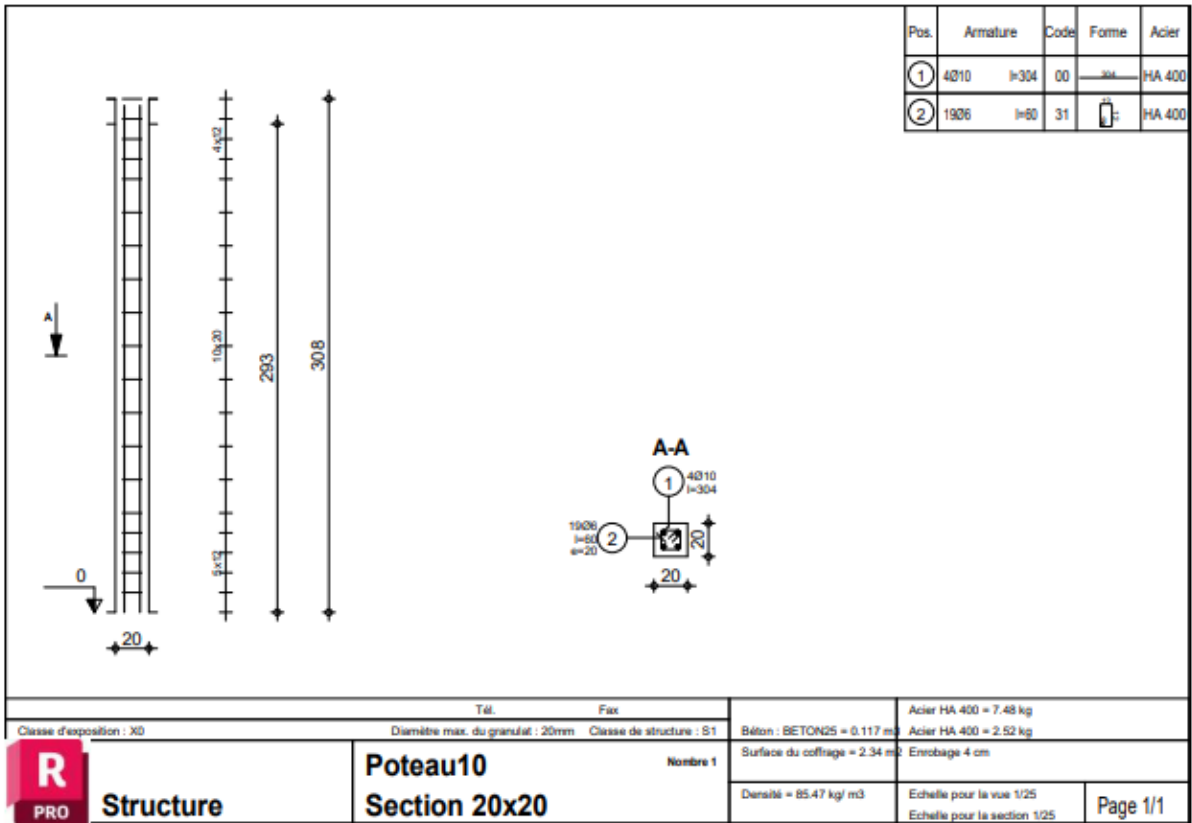 Pos. Armature Code Forme Acier
1 4Ø10 l=304 00 304 HA 400
2 19Ø6 l=60 31 12 HA 400
4x12
A
10x20
293
308
A-A
1 4Ø10
l=304
19Ø6
l=60
e=20
2
20
20
0
20
Tél. Fax
Classe d'exposition : X0 Diamètre max. du granulat : 20mm Classe de structure : S1
Béton : BETON25 = 0.117 m3
Acier HA 400 = 7.48 kg
Acier HA 400 = 2.52 kg
Surface du coffrage = 2.34 m2
Enrobage 4 cm
R
PRO
Structure
Poteau10
Nombre 1
Section 20x20
Densité = 85.47 kg/ m3
Echelle pour la vue 1/25
Echelle pour la section 1/25
Page 1/1